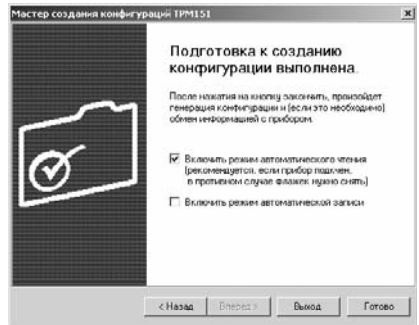 Мастер создания конфигураций ТРМ151
Подготовка к созданию
конфигурации выполнена.
После нажатия на кнопку закончить, произойдет
генерация конфигурации и (если это необходимо)
обмен информацией с прибором.
Включить режим автоматического чтения
(рекомендуется, если прибор подключен,
в противном случае флажек нужно снять)
Включить режим автоматической записи
< Назад
Вперед >
Выход
Готово